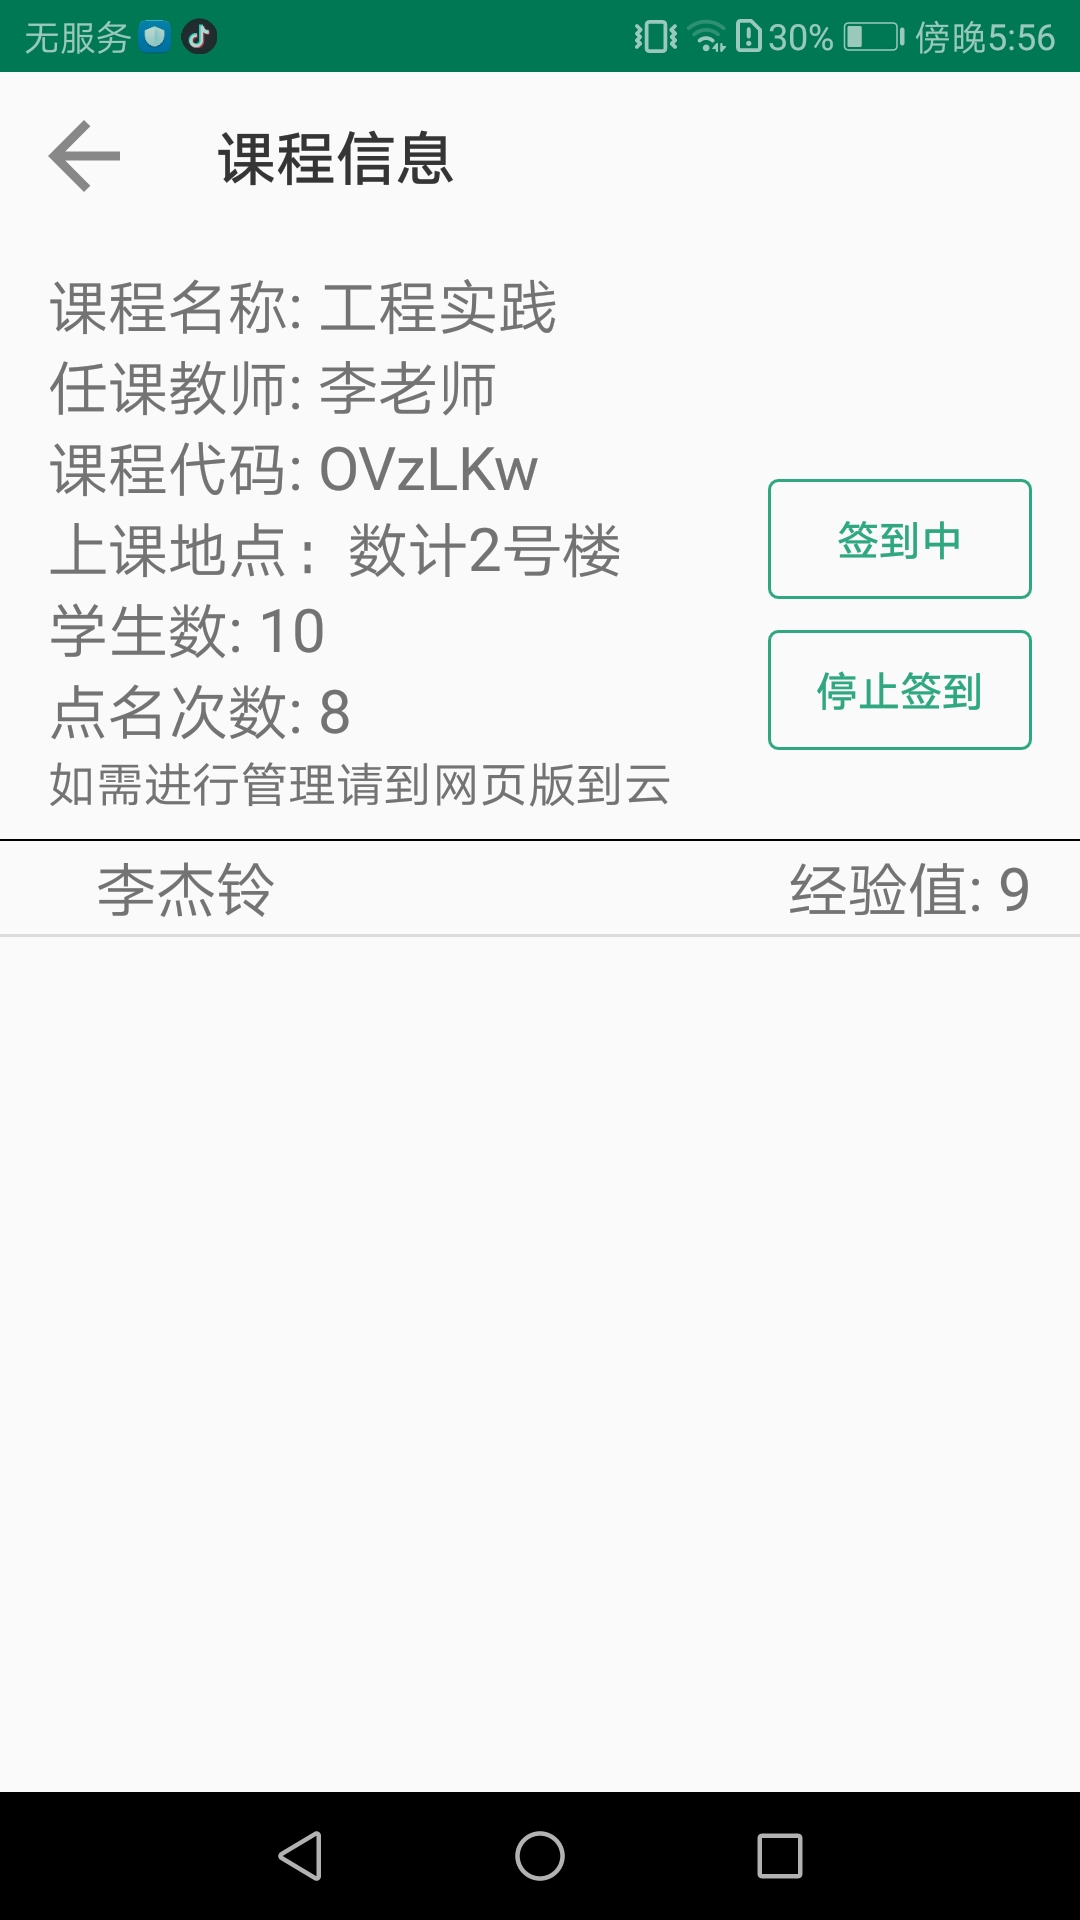 无服务 30% 傍晚5:56
课程信息
课程名称: 工程实践
任课教师: 李老师
课程代码: OVzLKw
上课地点：数计2号楼
签到中
学生数: 10
停止签到
点名次数: 8
如需进行管理请到网页版到云
李杰铃 经验值: 9